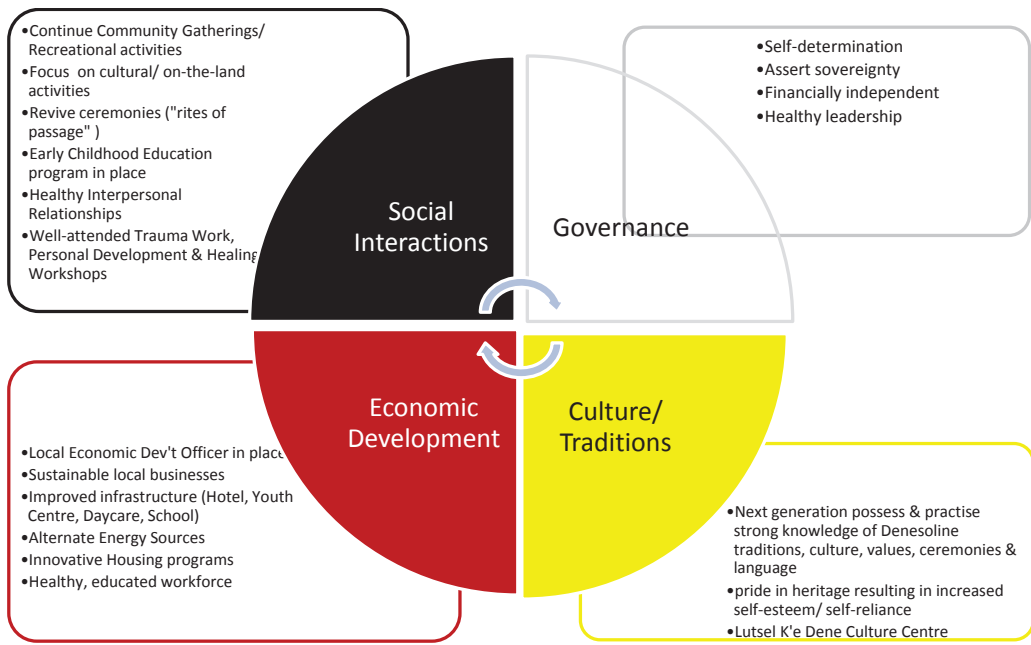 •Continue Community Gatherings/
Recreational activities
•Focus on cultural/ on-the-land
activities
•Revive ceremonies ("rites of
passage" )
•Early Childhood Education
program in place
•Healthy Interpersonal
Relationships
•Well-attended Trauma Work,
Personal Development & Healing
Workshops
•Self-determination
•Assert sovereignty
•Financially independent
•Healthy leadership
Social
Interactions
Governance
Economic
Development
Culture/
Traditions
•Local Economic Dev't Officer in place
•Sustainable local businesses
•Improved infrastructure (Hotel, Youth
Centre, Daycare, School)
•Alternate Energy Sources
•Innovative Housing programs
•Healthy, educated workforce
•Next generation possess & practise
strong knowledge of Denesoline
traditions, culture, values, ceremonies &
language
•pride in heritage resulting in increased
self-esteem/ self-reliance
•Lutsel K'e Dene Culture Centre